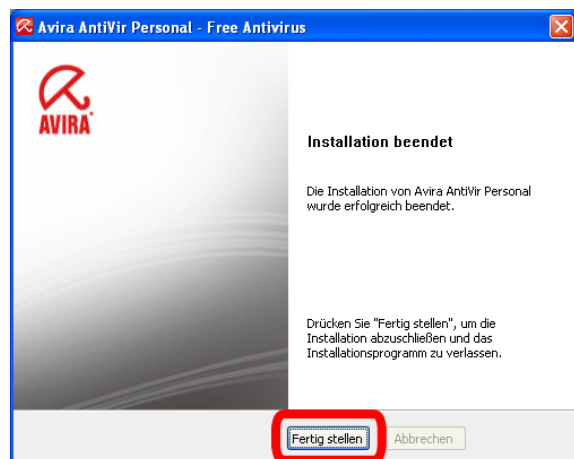 Avira AntiVir Personal - Free Antivirus
AVIRA
Installation beendet
Die Installation von Avira AntiVir Personal
wurde erfolgreich beendet.
Drücken Sie "Fertig stellen", um die
Installation abzuschließen und das
Installationsprogramm zu verlassen.
Fertig stellen
Abbrechen